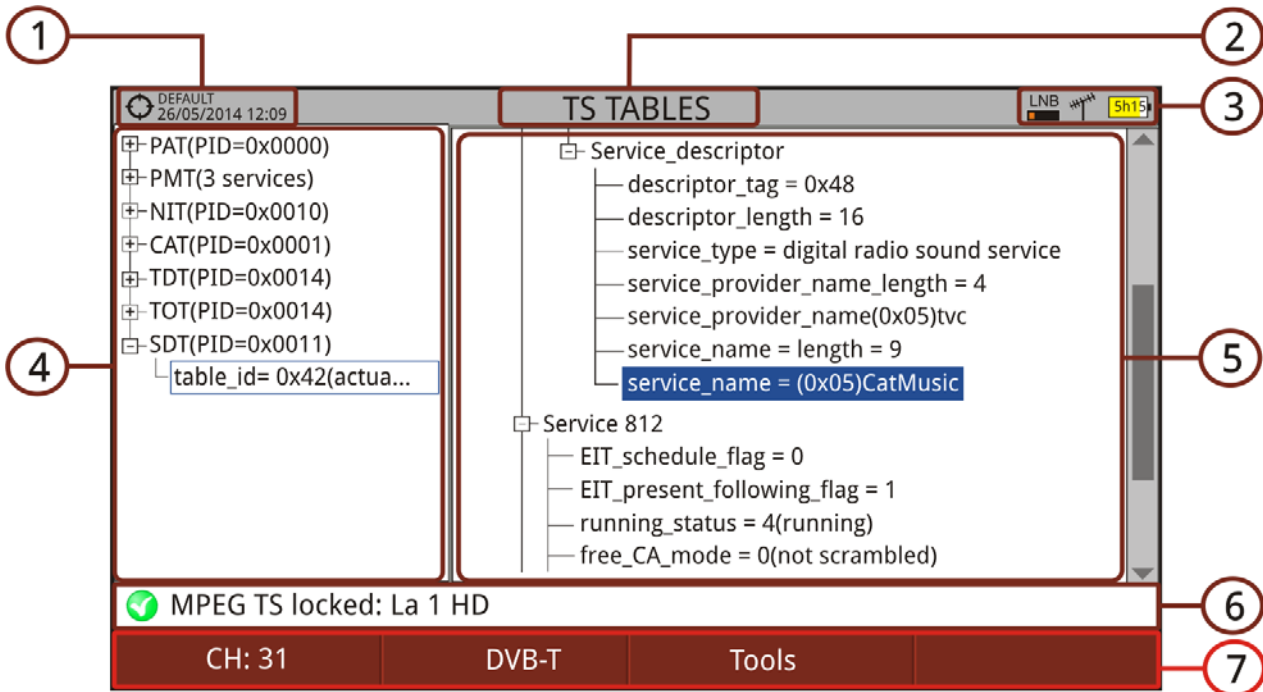 1
2
DEFAULT
26/05/2014 12:09
TS TABLES
LNB
5h15
3
PAT(PID=0x0000)
PMT(3 services)
NIT(PID=0x0010)
CAT(PID=0x0001)
TDT(PID=0x0014)
TOT(PID=0x0014)
SDT(PID=0x0011)
table_id= 0x42(actua...
4
Service_descriptor
descriptor_tag = 0x48
descriptor_length = 16
service_type = digital radio sound service
service_provider_name_length = 4
service_provider_name(0x05)tvc
service_name = length = 9
service_name = (0x05)CatMusic
Service 812
EIT_schedule_flag = 0
EIT_present_following_flag = 1
running_status = 4(running)
free_CA_mode = 0(not scrambled)
5
MPEG TS locked: La 1 HD
6
CH: 31
DVB-T
Tools
7